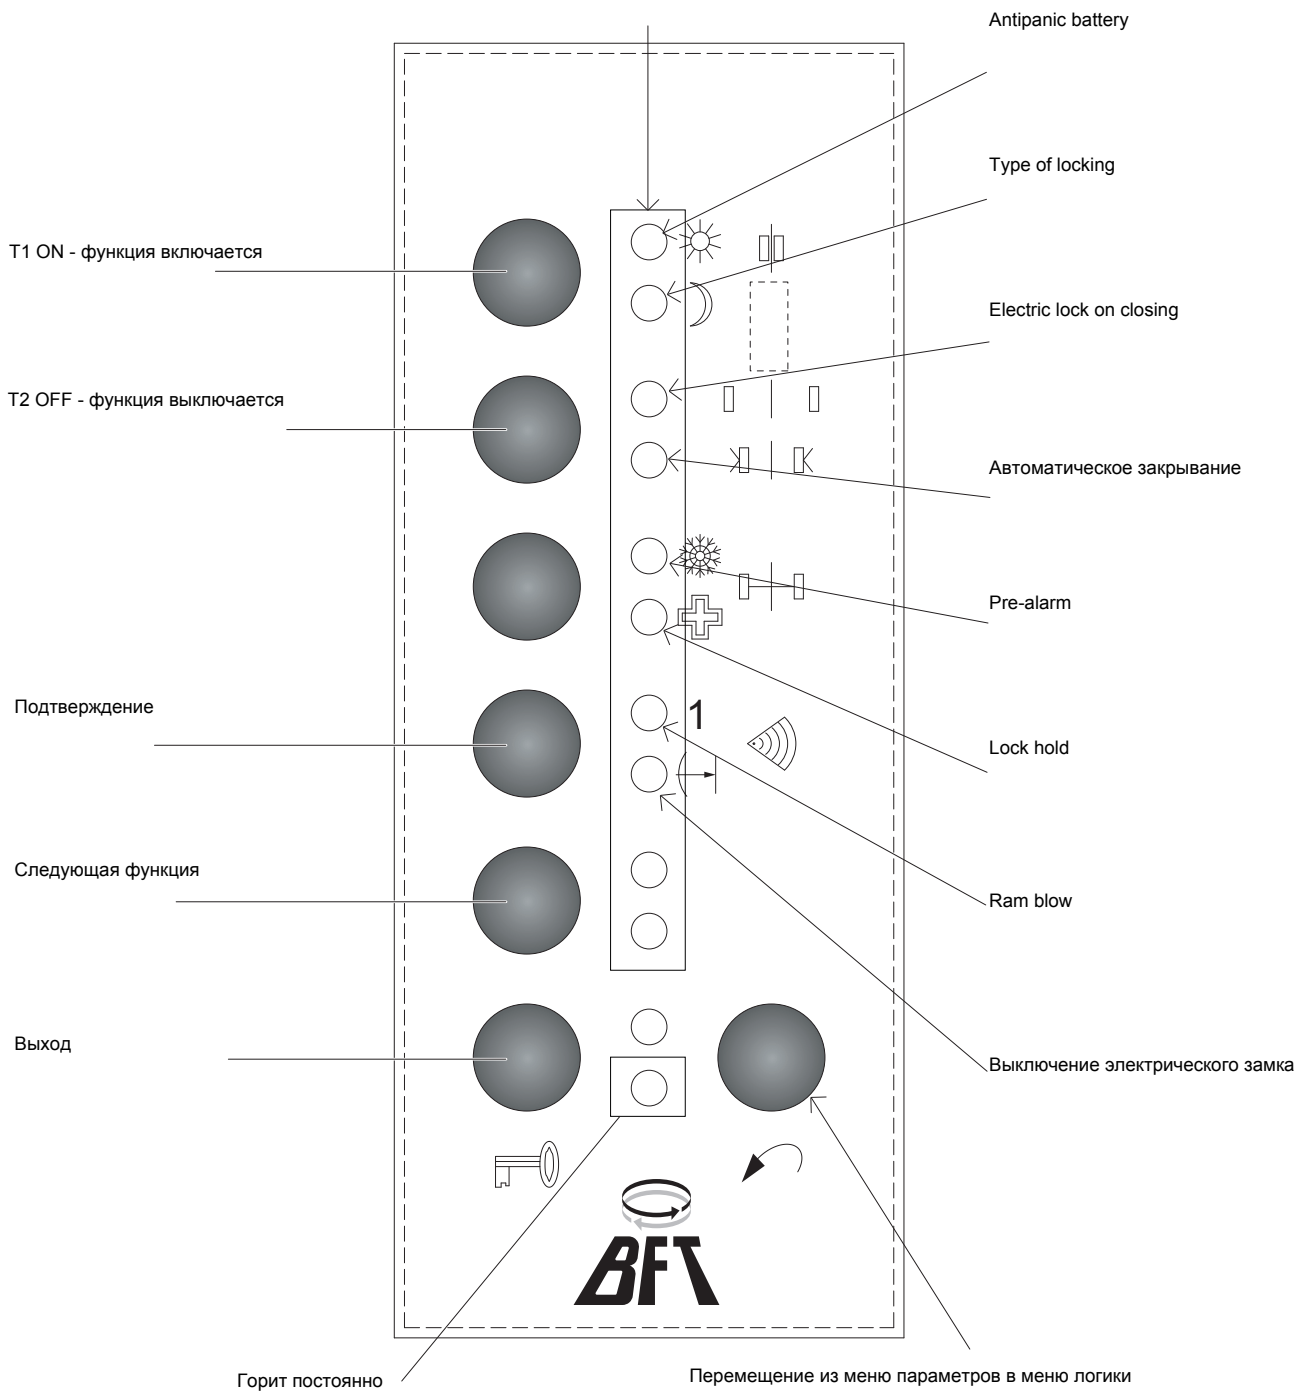 Antipanic battery
Type of locking
T1 ON - функция включается
Electric lock on closing
T2 OFF - функция выключается
Автоматическое закрывание
Pre-alarm
Подтверждение
1
Lock hold
Следующая функция
Ram blow
Выход
Выключение электрического замка
BFT
Горит постоянно
Перемещение из меню параметров в меню логики